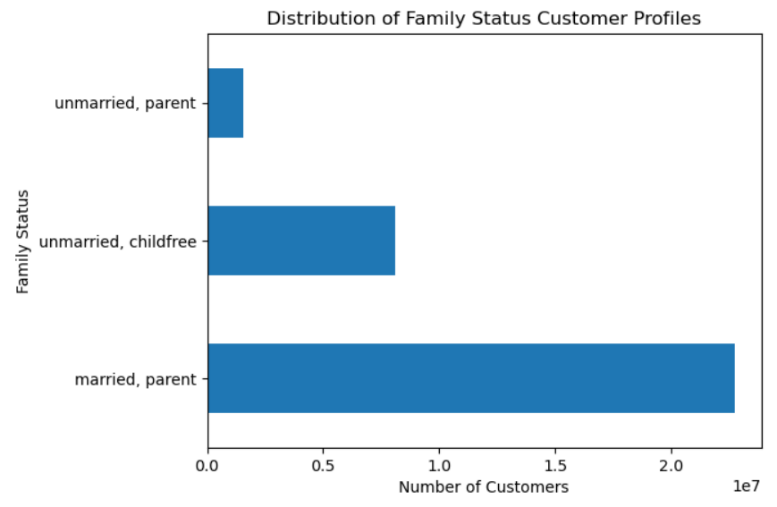 Distribution of Family Status Customer Profiles
unmarried, parent
unmarried, childfree
married, parent
Family Status
0.0 0.5 1.0 1.5 2.0
1e7
Number of Customers